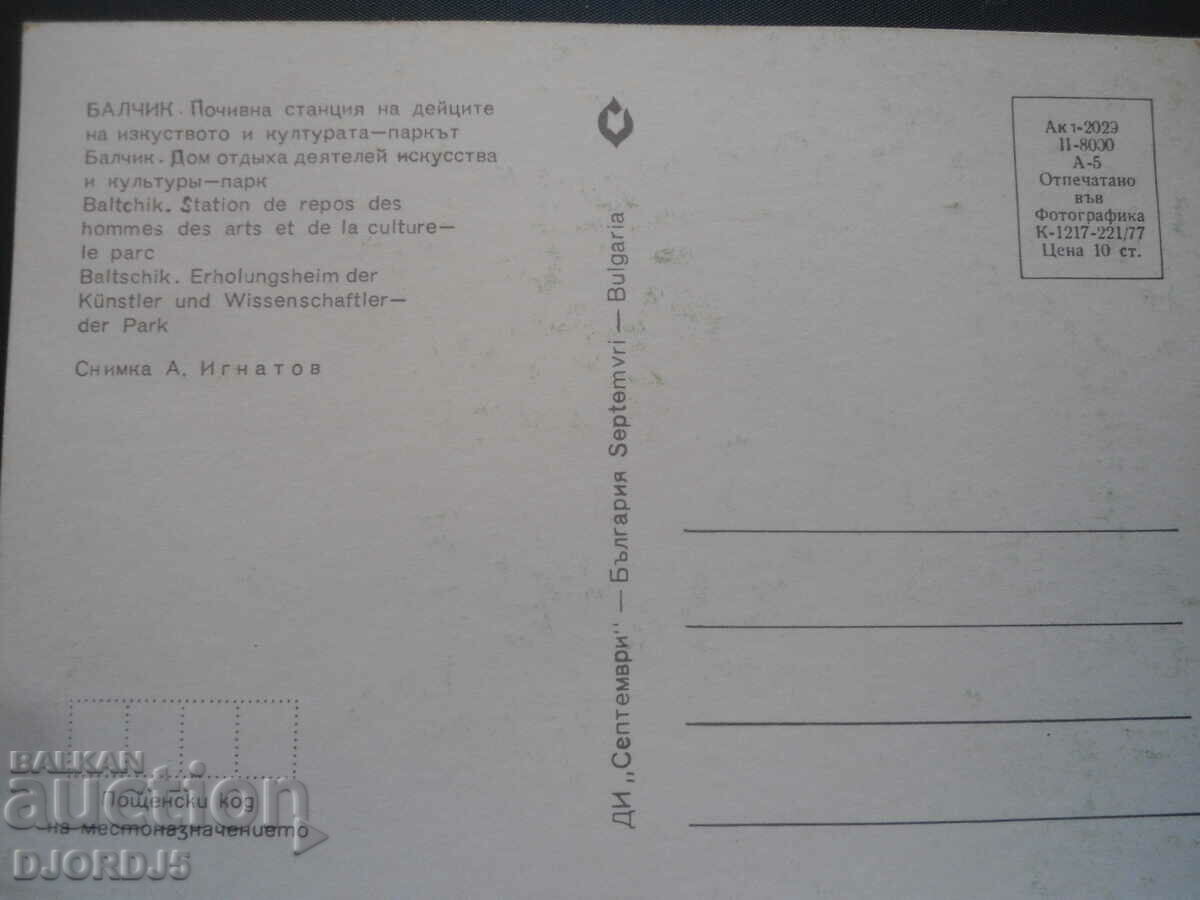 БАЛЧИК. Почивна станция на дейците
на изкуството и културата—паркът
Балчик. Дом отдыха деятелей искусства
и культуры—парк
Baltchik. Station de repos des
hommes des arts et de la culture—
le parc
Baltschik. Erholungsheim der
Künstler und Wissenschaftler—
der Park
Снимка А. Игнатов
ДИ „Септември" — България Septemvri — Bulgaria
Ак 1-2029
II-8000
А-5
Отпечатано
във
Фотографика
К-1217-221/77
Цена 10 ст.
Пощенски код
на местоназначението
BALKAN
auction
DJORDJ5